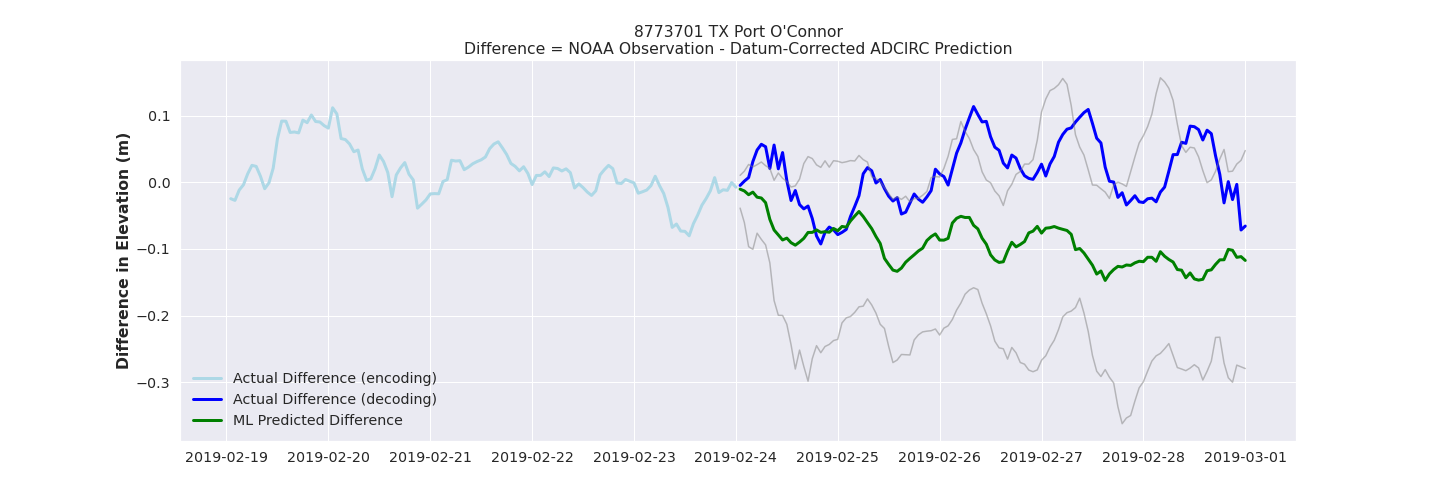 8773701 TX Port O'Connor
Difference = NOAA Observation - Datum-Corrected ADCIRC Prediction
Difference in Elevation (m)
0.1
0.0
−0.1
−0.2
−0.3
Actual Difference (encoding)
Actual Difference (decoding)
ML Predicted Difference
2019-02-19 2019-02-20 2019-02-21 2019-02-22 2019-02-23 2019-02-24 2019-02-25 2019-02-26 2019-02-27 2019-02-28 2019-03-01